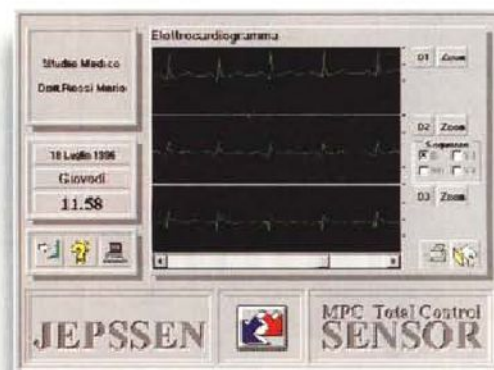 Elettrocardiogramma
Studio Medico
Dott.Rossi Mario
18 Luglio 1996
Giovedì
11.58
D1 Zoom
D2 Zoom
Sequenze
D3 Zoom
JEPSSEN
MPC Total Control
SENSOR